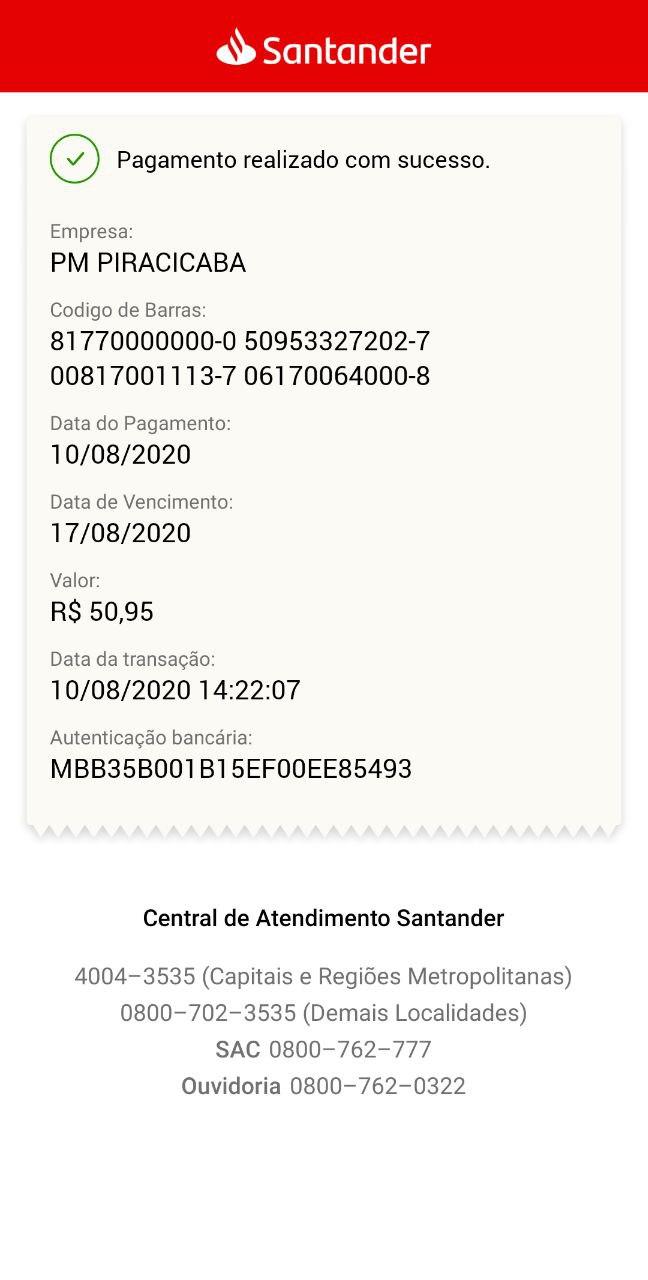 Santander
Pagamento realizado com sucesso.
Empresa:
PM PIRACICABA
Codigo de Barras:
81770000000-0 50953327202-7
00817001113-7 06170064000-8
Data do Pagamento:
10/08/2020
Data de Vencimento:
17/08/2020
Valor:
R$ 50,95
Data da transação:
10/08/2020 14:22:07
Autenticação bancária:
MBB35B001B15EF00EE85493
Central de Atendimento Santander
4004–3535 (Capitais e Regiões Metropolitanas)
0800–702–3535 (Demais Localidades)
SAC 0800–762–777
Ouvidoria 0800–762–0322